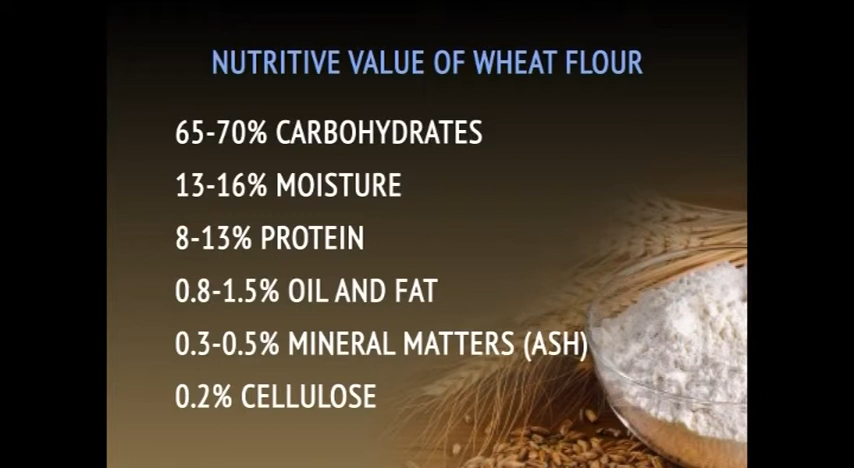 NUTRITIVE VALUE OF WHEAT FLOUR
65-70% CARBOHYDRATES
13-16% MOISTURE
8-13% PROTEIN
0.8-1.5% OIL AND FAT
0.3-0.5% MINERAL MATTERS (ASH)
0.2% CELLULOSE